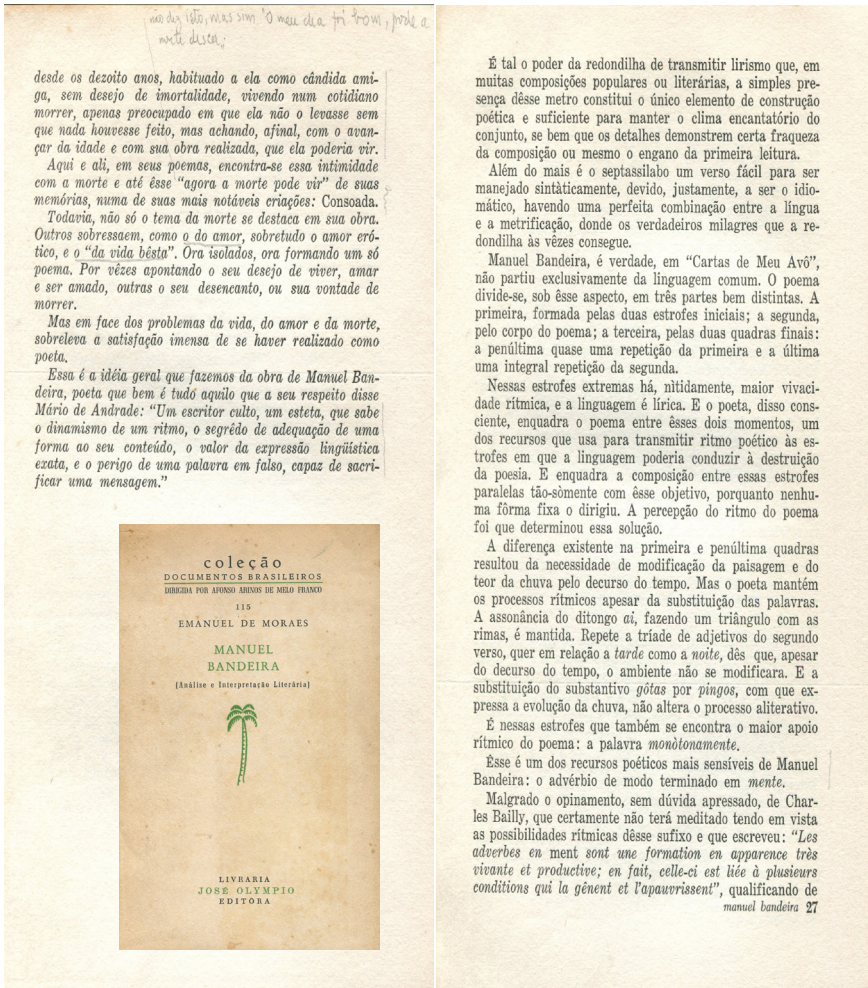 não diz isto, mas sim "O meu dia foi bom, pode a
noite descer"
desde os dezoito anos, habituado a ela como cândida ami-
ga, sem desejo de imortalidade, vivendo num cotidiano
morrer, apenas preocupado em que ela não o levasse sem
que nada houvesse feito, mas achando, afinal, com o avan-
çar da idade e com sua obra realizada, que ela poderia vir.
Aqui e ali, em seus poemas, encontra-se essa intimidade
com a morte e até êsse "agora a morte pode vir" de suas
memórias, numa de suas mais notáveis criações: Consoada.
Todavia, não só o tema da morte se destaca em sua obra.
Outros sobressaem, como o do amor, sobretudo o amor eró-
tico, e o "da vida bêsta". Ora isolados, ora formando um só
poema. Por vêzes apontando o seu desejo de viver, amar
e ser amado, outras o seu desencanto, ou sua vontade de
morrer.
Mas em face dos problemas da vida, do amor e da morte,
sobreleva a satisfação imensa de se haver realizado como
poeta.
Essa é a idéia geral que fazemos da obra de Manuel Ban-
deira, poeta que bem é tudo aquilo que a seu respeito disse
Mário de Andrade: "Um escritor culto, um esteta, que sabe
o dinamismo de um ritmo, o segrêdo de adequação de uma
forma ao seu conteúdo, o valor da expressão lingüística
exata, e o perigo de uma palavra em falso, capaz de sacri-
ficar uma mensagem."
coleção
DOCUMENTOS BRASILEIROS
DIRIGIDA POR AFONSO ARINOS DE MELO FRANCO
115
EMANUEL DE MORAES
MANUEL
BANDEIRA
(Análise e Interpretação Literária)
LIVRARIA
JOSÉ OLYMPIO
EDITÔRA
É tal o poder da redondilha de transmitir lirismo que, em
muitas composições populares ou literárias, a simples pre-
sença dêsse metro constitui o único elemento de construção
poética e suficiente para manter o clima encantatório do
conjunto, se bem que os detalhes demonstrem certa fraqueza
da composição ou mesmo o engano da primeira leitura.
Além do mais é o septassilabo um verso fácil para ser
manejado sintàticamente, devido, justamente, a ser o idio-
mático, havendo uma perfeita combinação entre a língua
e a metrificação, donde os verdadeiros milagres que a re-
dondilha às vêzes consegue.
Manuel Bandeira, é verdade, em "Cartas de Meu Avô",
não partiu exclusivamente da linguagem comum. O poema
divide-se, sob êsse aspecto, em três partes bem distintas. A
primeira, formada pelas duas estrofes iniciais; a segunda,
pelo corpo do poema; a terceira, pelas duas quadras finais:
a penúltima quase uma repetição da primeira e a última
uma integral repetição da segunda.
Nessas estrofes extremas há, nìtidamente, maior vivaci-
dade rítmica, e a linguagem é lírica. E o poeta, disso cons-
ciente, enquadra o poema entre êsses dois momentos, um
dos recursos que usa para transmitir ritmo poético às es-
trofes em que a linguagem poderia conduzir à destruição
da poesia. E enquadra a composição entre essas estrofes
paralelas tão-sòmente com êsse objetivo, porquanto nenhu-
ma fôrma fixa o dirigiu. A percepção do ritmo do poema
foi que determinou essa solução.
A diferença existente na primeira e penúltima quadras
resultou da necessidade de modificação da paisagem e do
teor da chuva pelo decurso do tempo. Mas o poeta mantém
os processos rítmicos apesar da substituição das palavras.
A assonância do ditongo ai, fazendo um triângulo com as
rimas, é mantida. Repete a tríade de adjetivos do segundo
verso, quer em relação a tarde como a noite, dês que, apesar
do decurso do tempo, o ambiente não se modificara. E a
substituição do substantivo gôtas por pingos, com que ex-
pressa a evolução da chuva, não altera o processo aliterativo.
É nessas estrofes que também se encontra o maior apoio
rítmico do poema: a palavra monòtonamente.
Êsse é um dos recursos poéticos mais sensíveis de Manuel
Bandeira: o advérbio de modo terminado em mente.
Malgrado o opinamento, sem dúvida apressado, de Char-
les Bailly, que certamente não terá meditado tendo em vista
as possibilidades rítmicas dêsse sufixo e que escreveu: "Les
adverbes en ment sont une formation en apparence très
vivante et productive; en fait, celle-ci est liée à plusieurs
conditions qui la gênent et l'apauvrissent", qualificando de
manuel bandeira 27